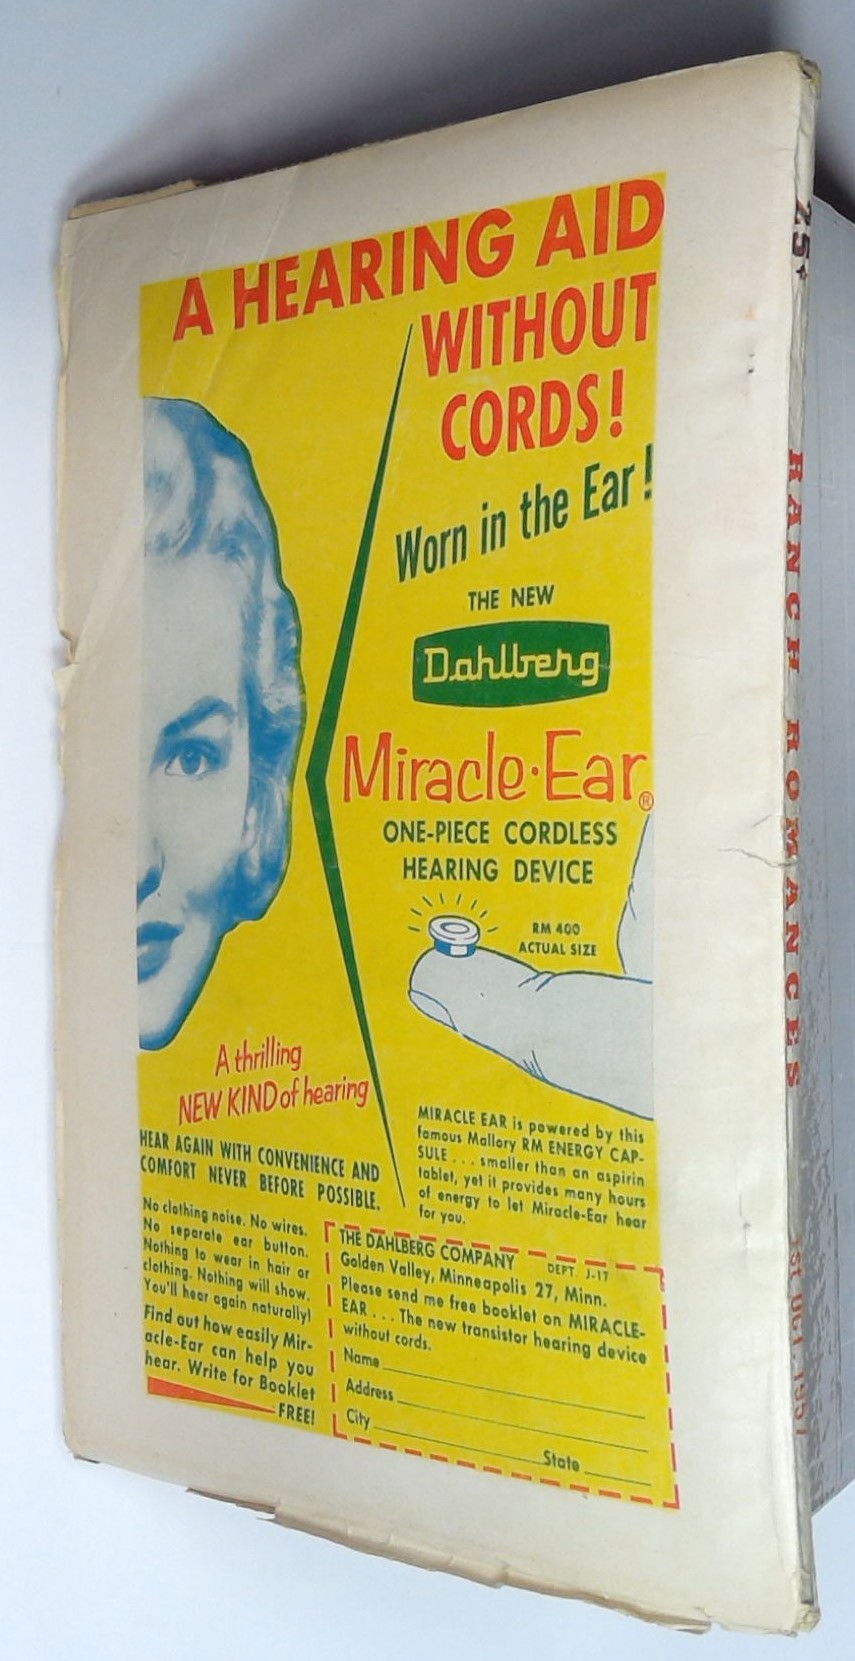 A HEARING AID
WITHOUT
CORDS!
Worn in the Ear!
THE NEW
Dahlberg
Miracle·Ear®
ONE-PIECE CORDLESS
HEARING DEVICE
RM 400
ACTUAL SIZE
A thrilling
NEW KIND of hearing
HEAR AGAIN WITH CONVENIENCE AND
COMFORT NEVER BEFORE POSSIBLE.
No clothing noise. No wires.
No separate ear button.
Nothing to wear in hair or
clothing. Nothing will show.
You'll hear again naturally!
Find out how easily Mir-
acle-Ear can help you
hear. Write for Booklet
FREE!
MIRACLE EAR is powered by this
famous Mallory RM ENERGY CAP-
SULE . . . smaller than an aspirin
tablet, yet it provides many hours
of energy to let Miracle-Ear hear
for you.
THE DAHLBERG COMPANY DEPT. J-17
Golden Valley, Minneapolis 27, Minn.
Please send me free booklet on MIRACLE-
EAR . . . The new transistor hearing device
without cords.
Name
Address
City
State
25¢
RANCH ROMANCES
1st OCT. 1957